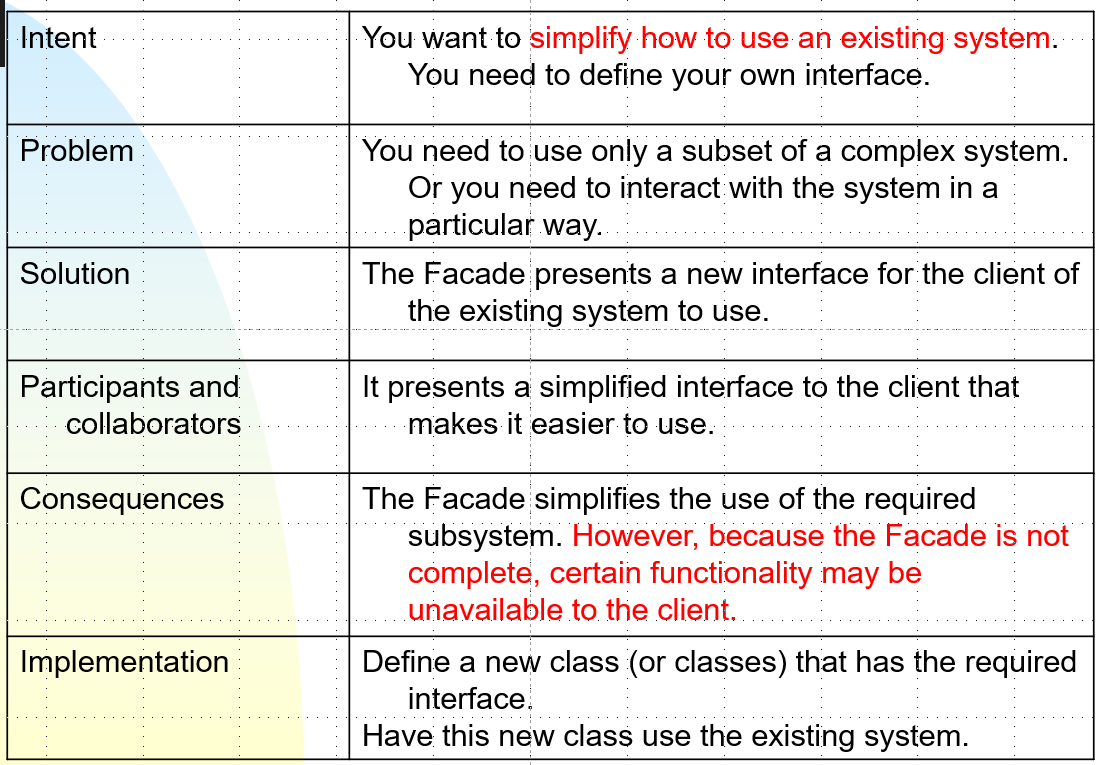 Intent
You want to simplify how to use an existing system.
You need to define your own interface.
Problem
You need to use only a subset of a complex system.
Or you need to interact with the system in a
particular way.
Solution
The Facade presents a new interface for the client of
the existing system to use.
Participants and
collaborators
It presents a simplified interface to the client that
makes it easier to use.
Consequences
The Facade simplifies the use of the required
subsystem. However, because the Facade is not
complete, certain functionality may be
unavailable to the client.
Implementation
Define a new class (or classes) that has the required
interface.
Have this new class use the existing system.